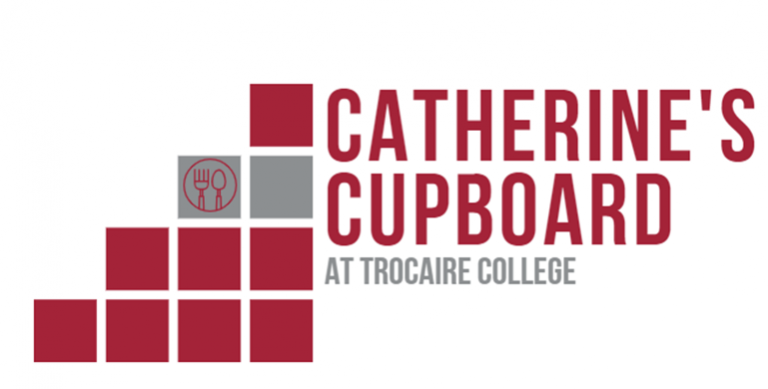 CATHERINE'S
CUPBOARD
AT TROCAIRE COLLEGE